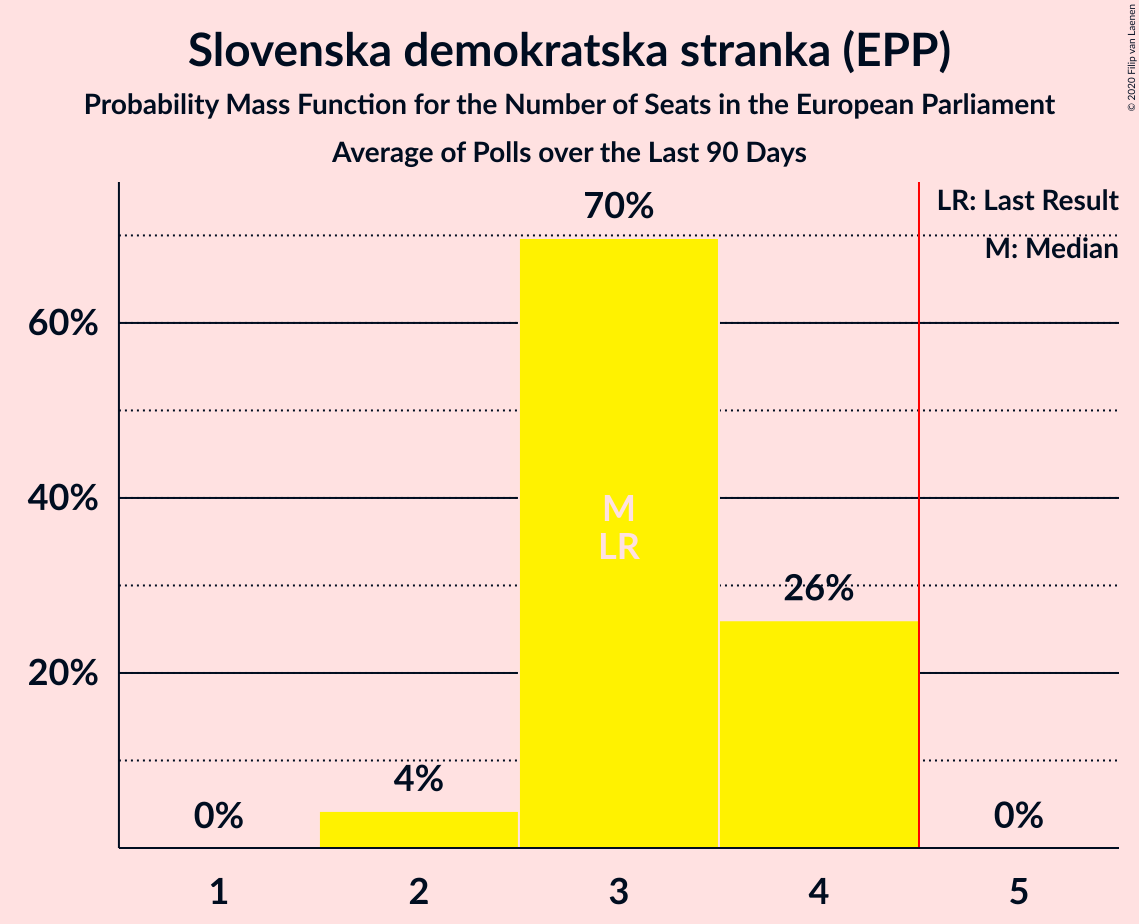 Slovenska demokratska stranka (EPP)
Probability Mass Function for the Number of Seats in the European Parliament
Average of Polls over the Last 90 Days
© 2020 Filip van Laenen
LR: Last Result
M: Median
70%
60%
40%
M
LR
26%
20%
4%
0%
0%
1 2 3 4 5